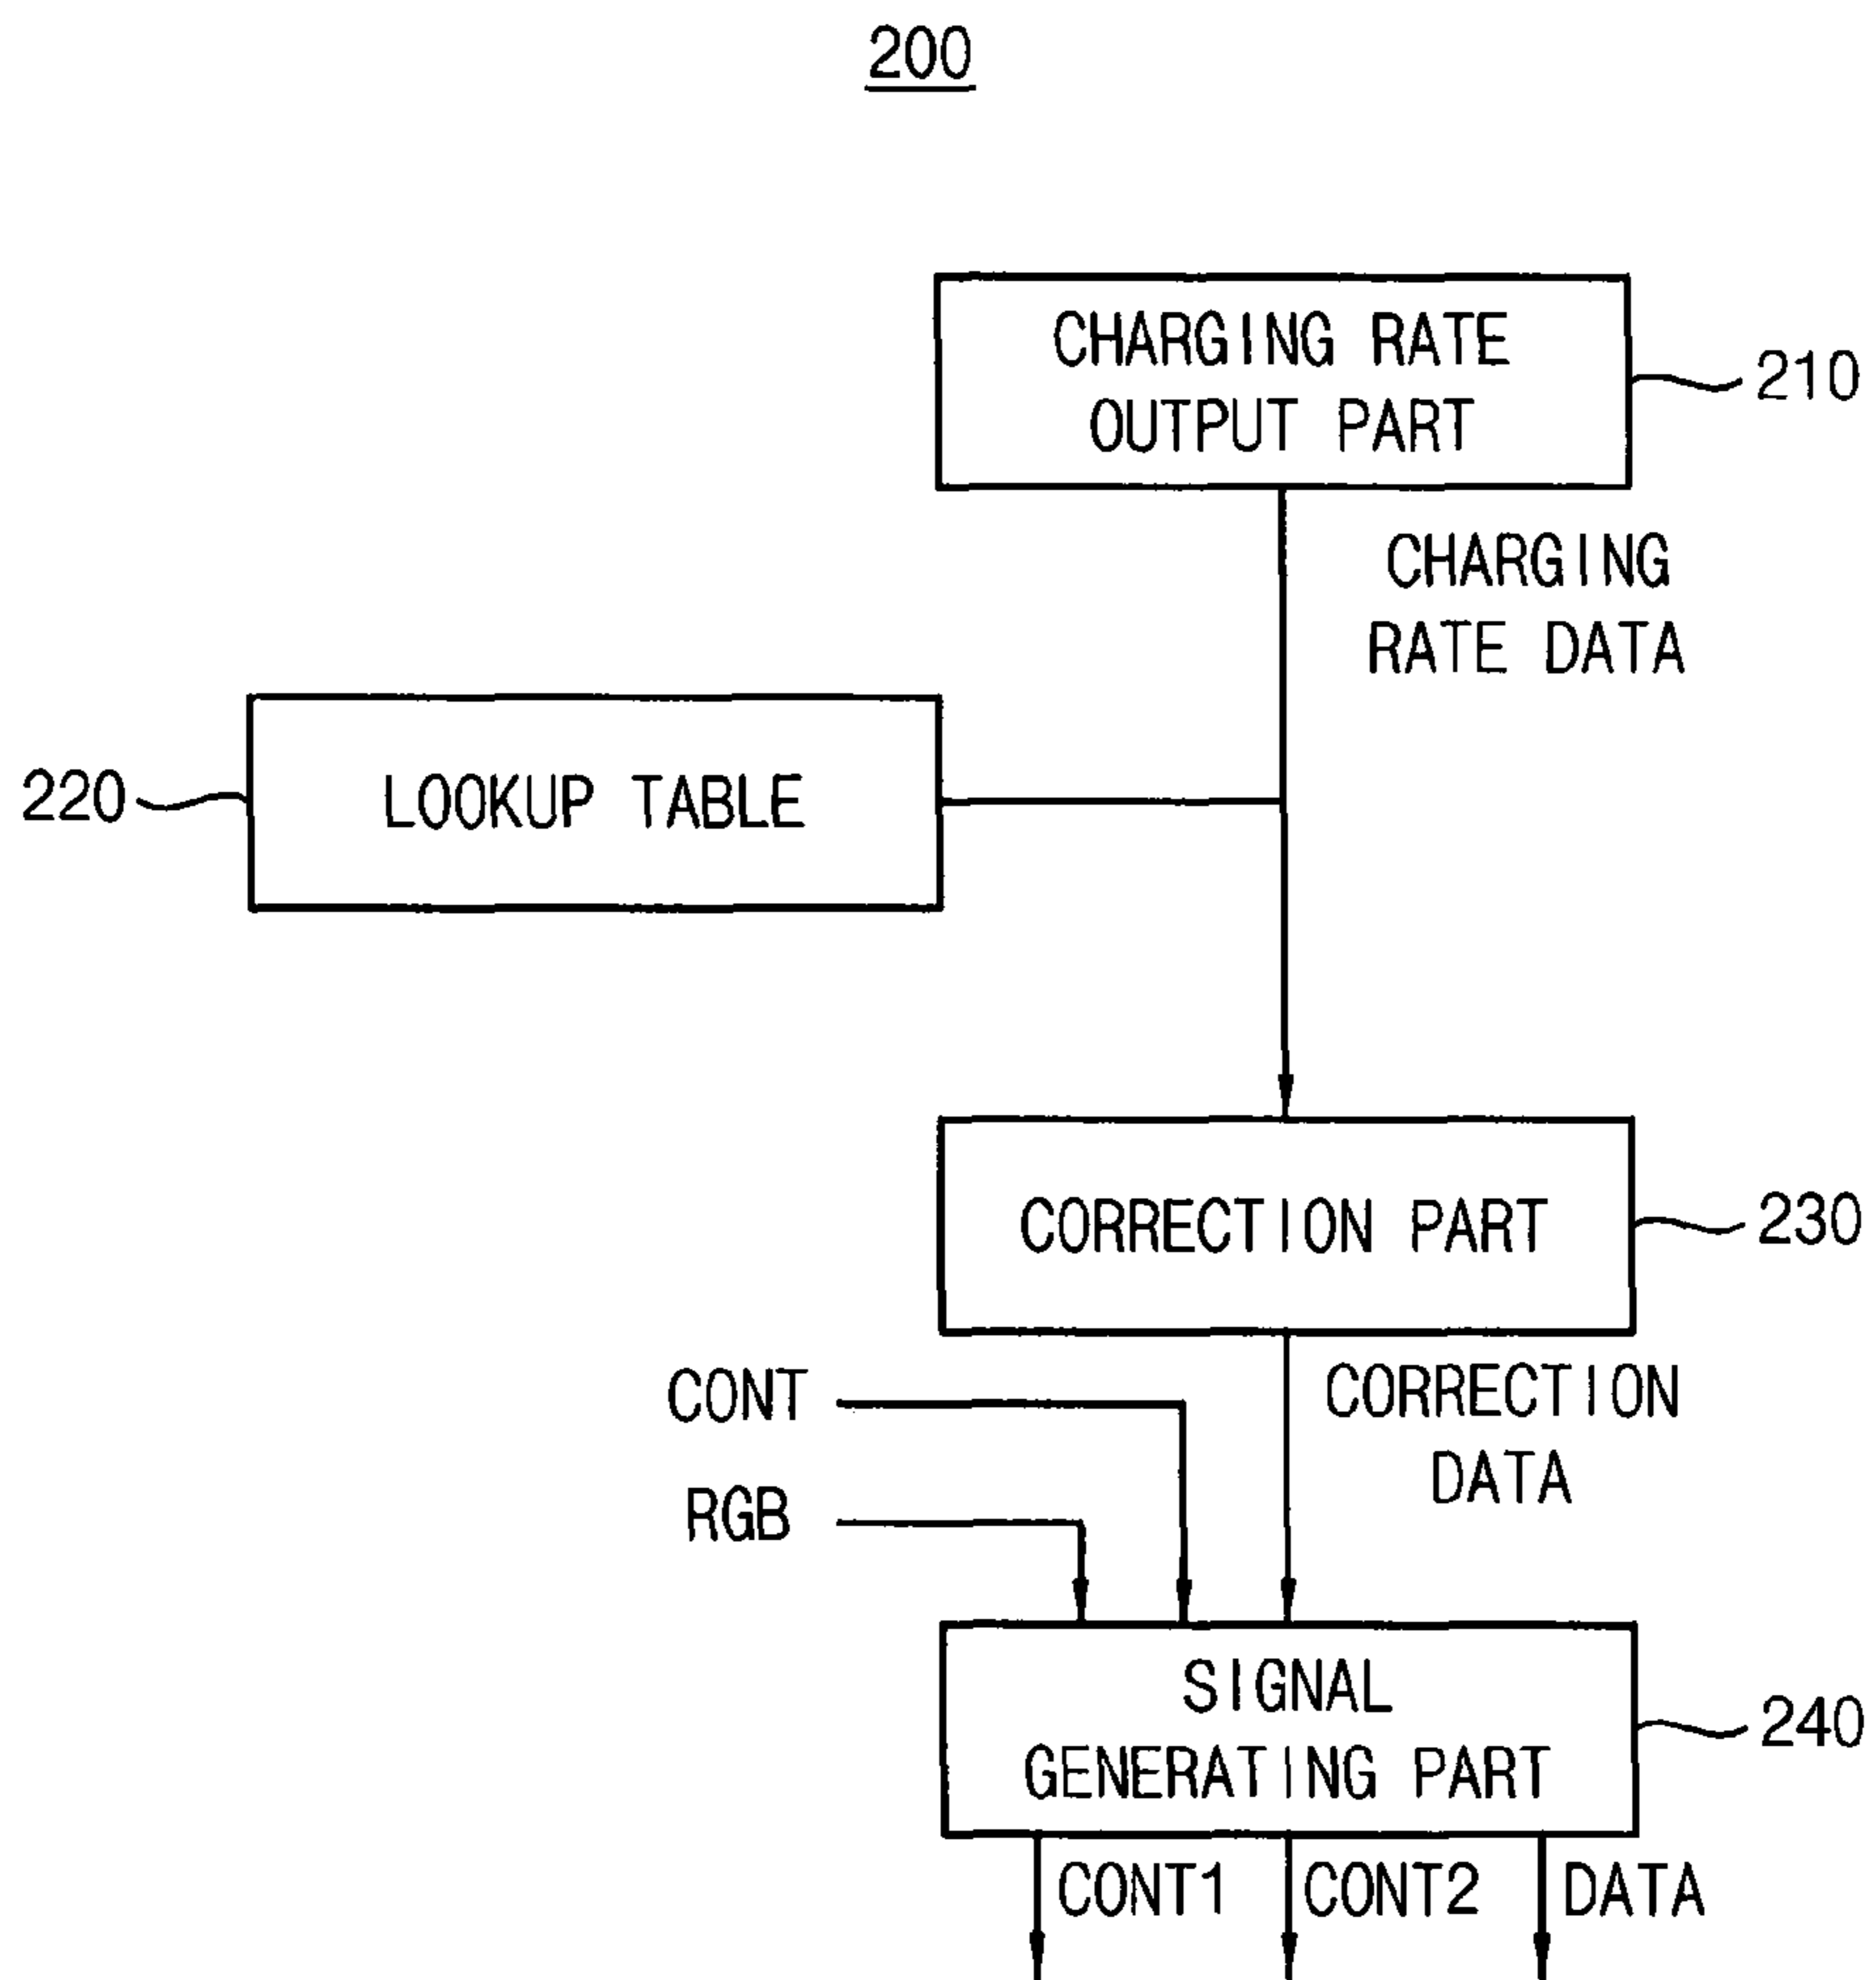 200
CHARGING RATE
OUTPUT PART
210
CHARGING
RATE DATA
220
LOOKUP TABLE
CORRECTION PART
230
CONT
CORRECTION
DATA
RGB
SIGNAL
GENERATING PART
240
CONT1
CONT2
DATA